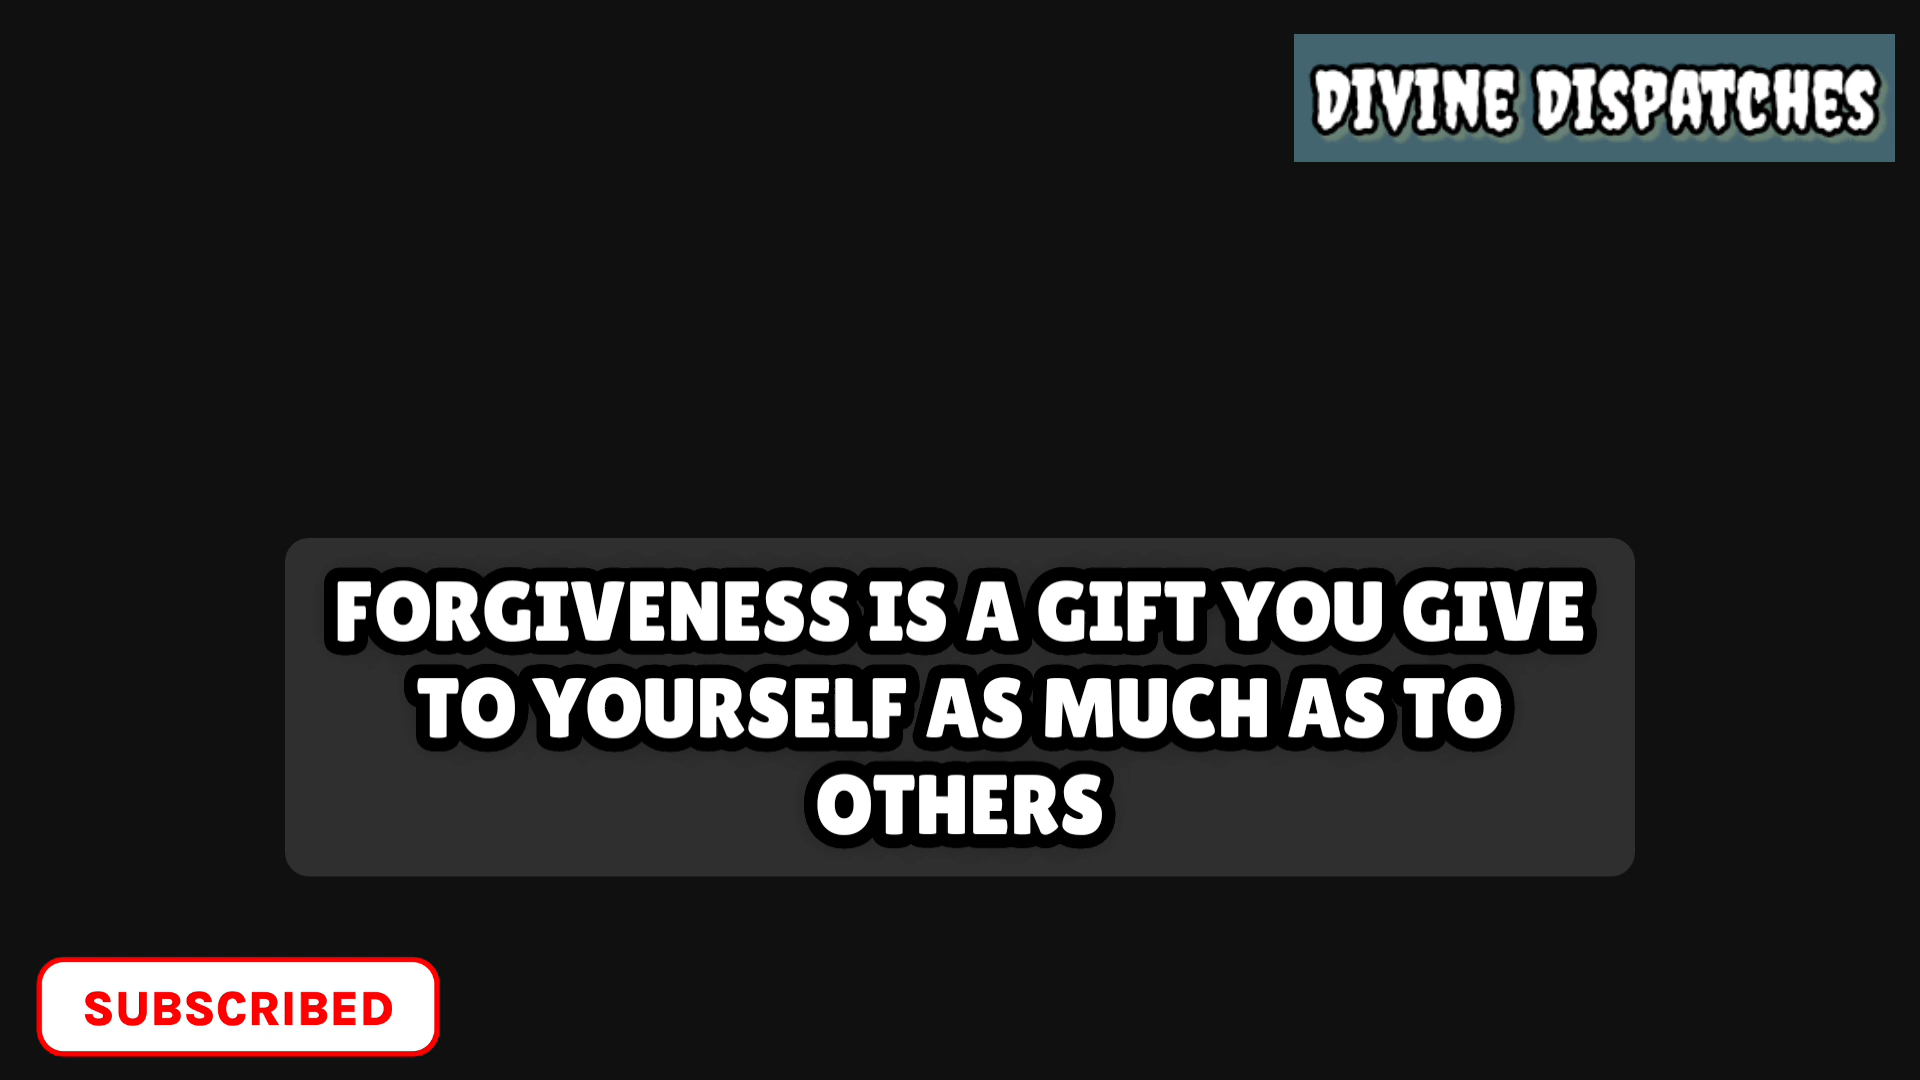 DIVINE DISPATCHES
FORGIVENESS IS A GIFT YOU GIVE
TO YOURSELF AS MUCH AS TO
OTHERS
SUBSCRIBED